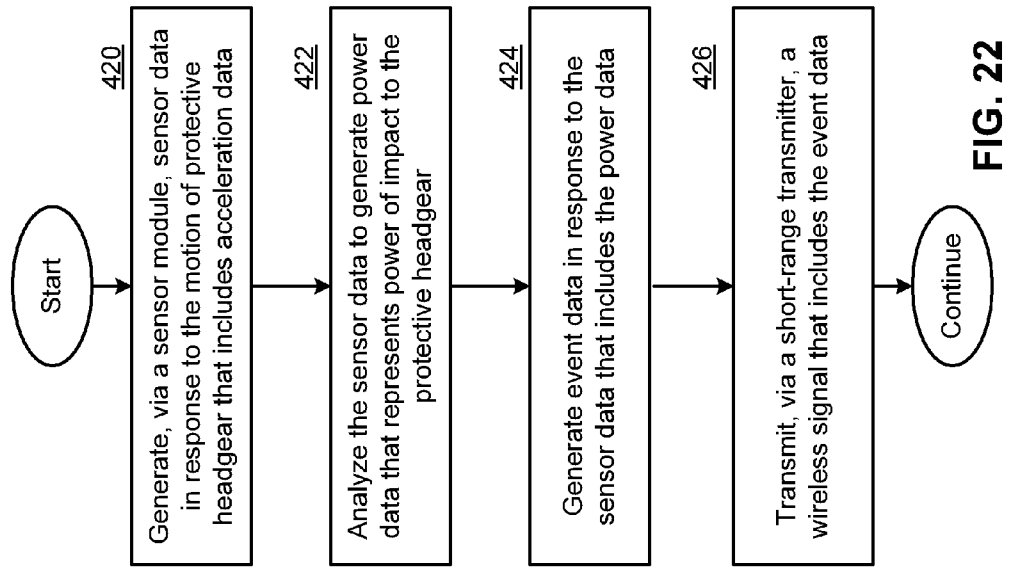 Start
420
Generate, via a sensor module, sensor data
in response to the motion of protective
headgear that includes acceleration data
422
Analyze the sensor data to generate power
data that represents power of impact to the
protective headgear
424
Generate event data in response to the
sensor data that includes the power data
426
Transmit, via a short-range transmitter, a
wireless signal that includes the event data
Continue
FIG. 22